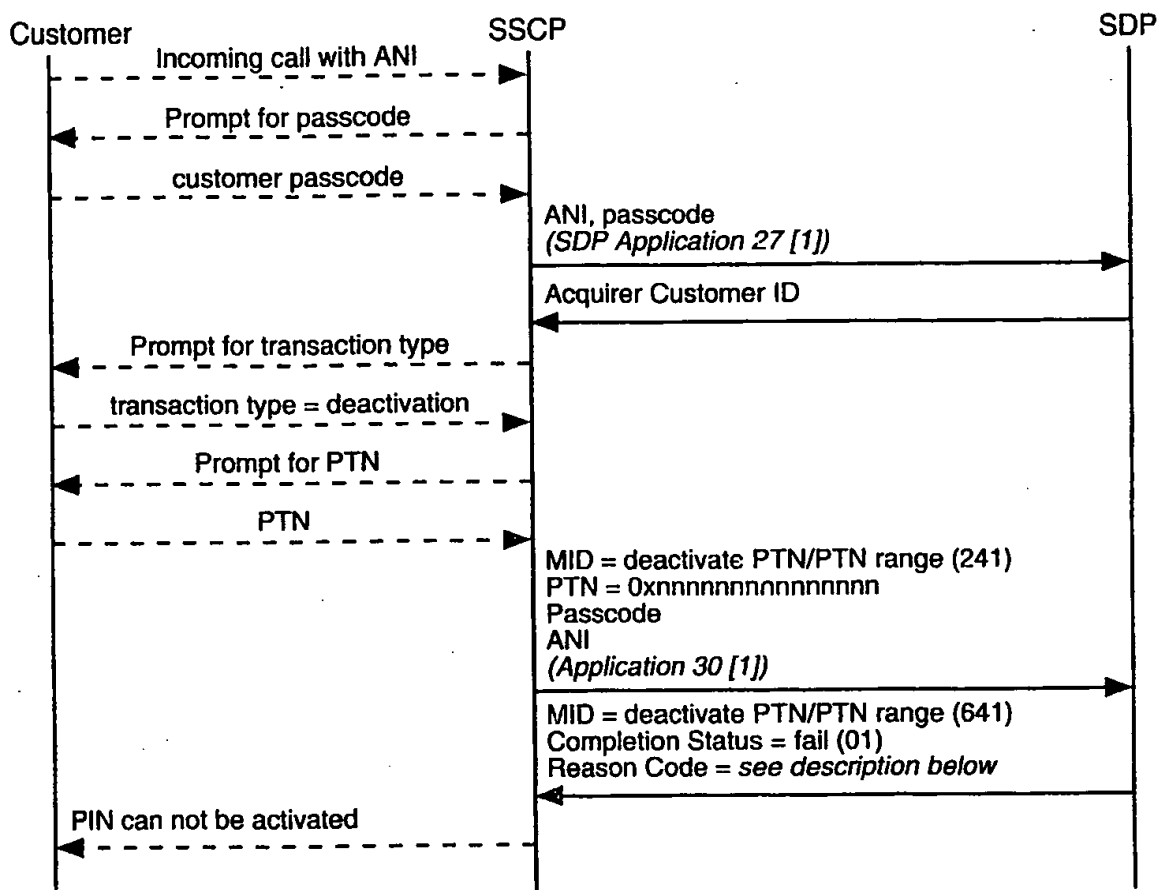 Customer
SSCP
SDP
Incoming call with ANI
Prompt for passcode
customer passcode
ANI, passcode
(SDP Application 27 [1])
Acquirer Customer ID
Prompt for transaction type
transaction type = deactivation
Prompt for PTN
PTN
MID = deactivate PTN/PTN range (241)
PTN = 0xnnnnnnnnnnnnnnnn
Passcode
ANI
(Application 30 [1])
MID = deactivate PTN/PTN range (641)
Completion Status = fail (01)
Reason Code = see description below
PIN can not be activated